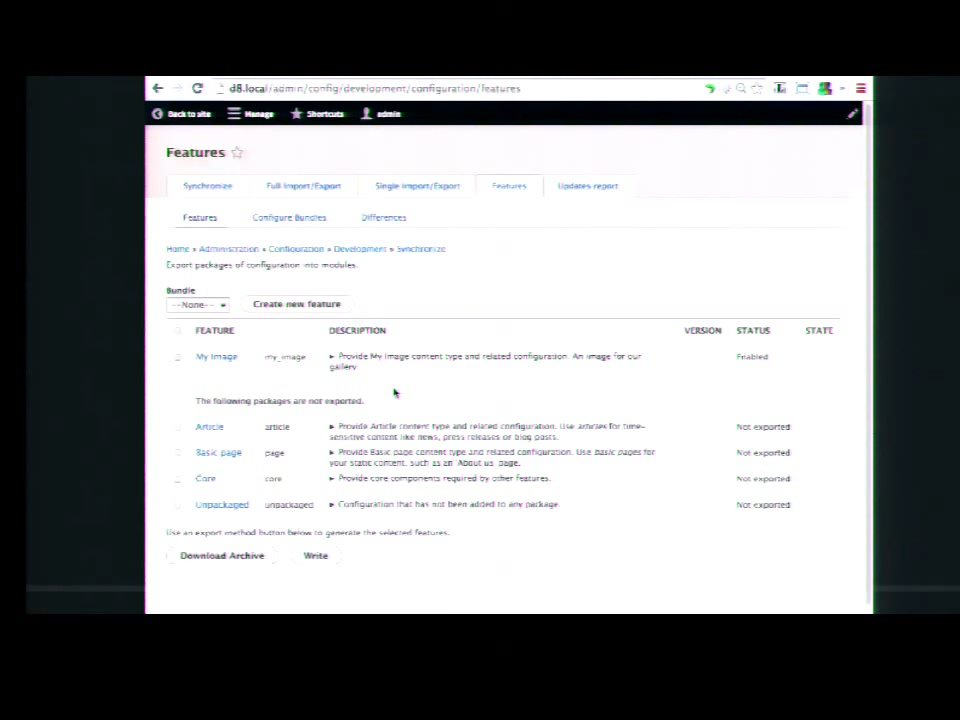 d8.local/admin/config/development/configuration/features
Back to site Manage Shortcuts admin
Features
Synchronize Full Import/Export Single Import/Export Features Updates report
Features Configure Bundles Differences
Home » Administration » Configuration » Development » Synchronize
Export packages of configuration into modules.
Bundle
--None-- Create new feature
FEATURE DESCRIPTION VERSION STATUS STATE
My Image my_image Provide My Image content type and related configuration. An image for our Enabled
gallery
The following packages are not exported.
Article article Provide Article content type and related configuration. Use articles for time- Not exported
sensitive content like news, press releases or blog posts.
Basic page page Provide Basic page content type and related configuration. Use basic pages for Not exported
your static content, such as an 'About us' page.
Core core Provide core components required by other features. Not exported
Unpackaged unpackaged Configuration that has not been added to any package. Not exported
Use an export method button below to generate the selected features.
Download Archive Write